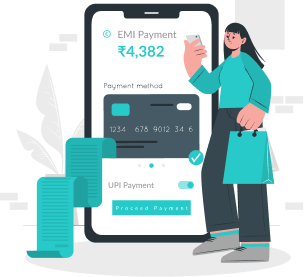 EMI Payment
₹4,382
Payment method
1234 678 9012 34 6
UPI Payment
Proceed Payment